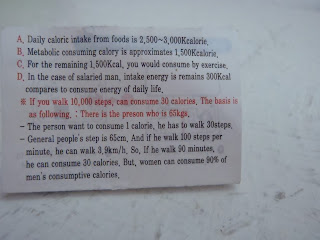 A. Daily caloric intake from foods is 2,500~3,000Kcalorie.
B. Metabolic consuming calory is approximates 1,500Kcalorie.
C. For the remaining 1,500Kcal, you would consume by exercise.
D. In the case of salaried man, intake energy is remains 300Kcal
compares to consume energy of daily life.
※ If you walk 10,000 steps, can consume 30 calories. The basis is
as following. : There is the preson who is 65kgs.
- The person want to consume 1 calorie, he has to walk 30steps.
- General people's step is 65cm, And if he walk 100 steps per
minute, he can walk 3.9km/h. So, If he walk 90 minutes,
he can consume 30 calories. But, women can consume 90% of
men's consumptive calories.